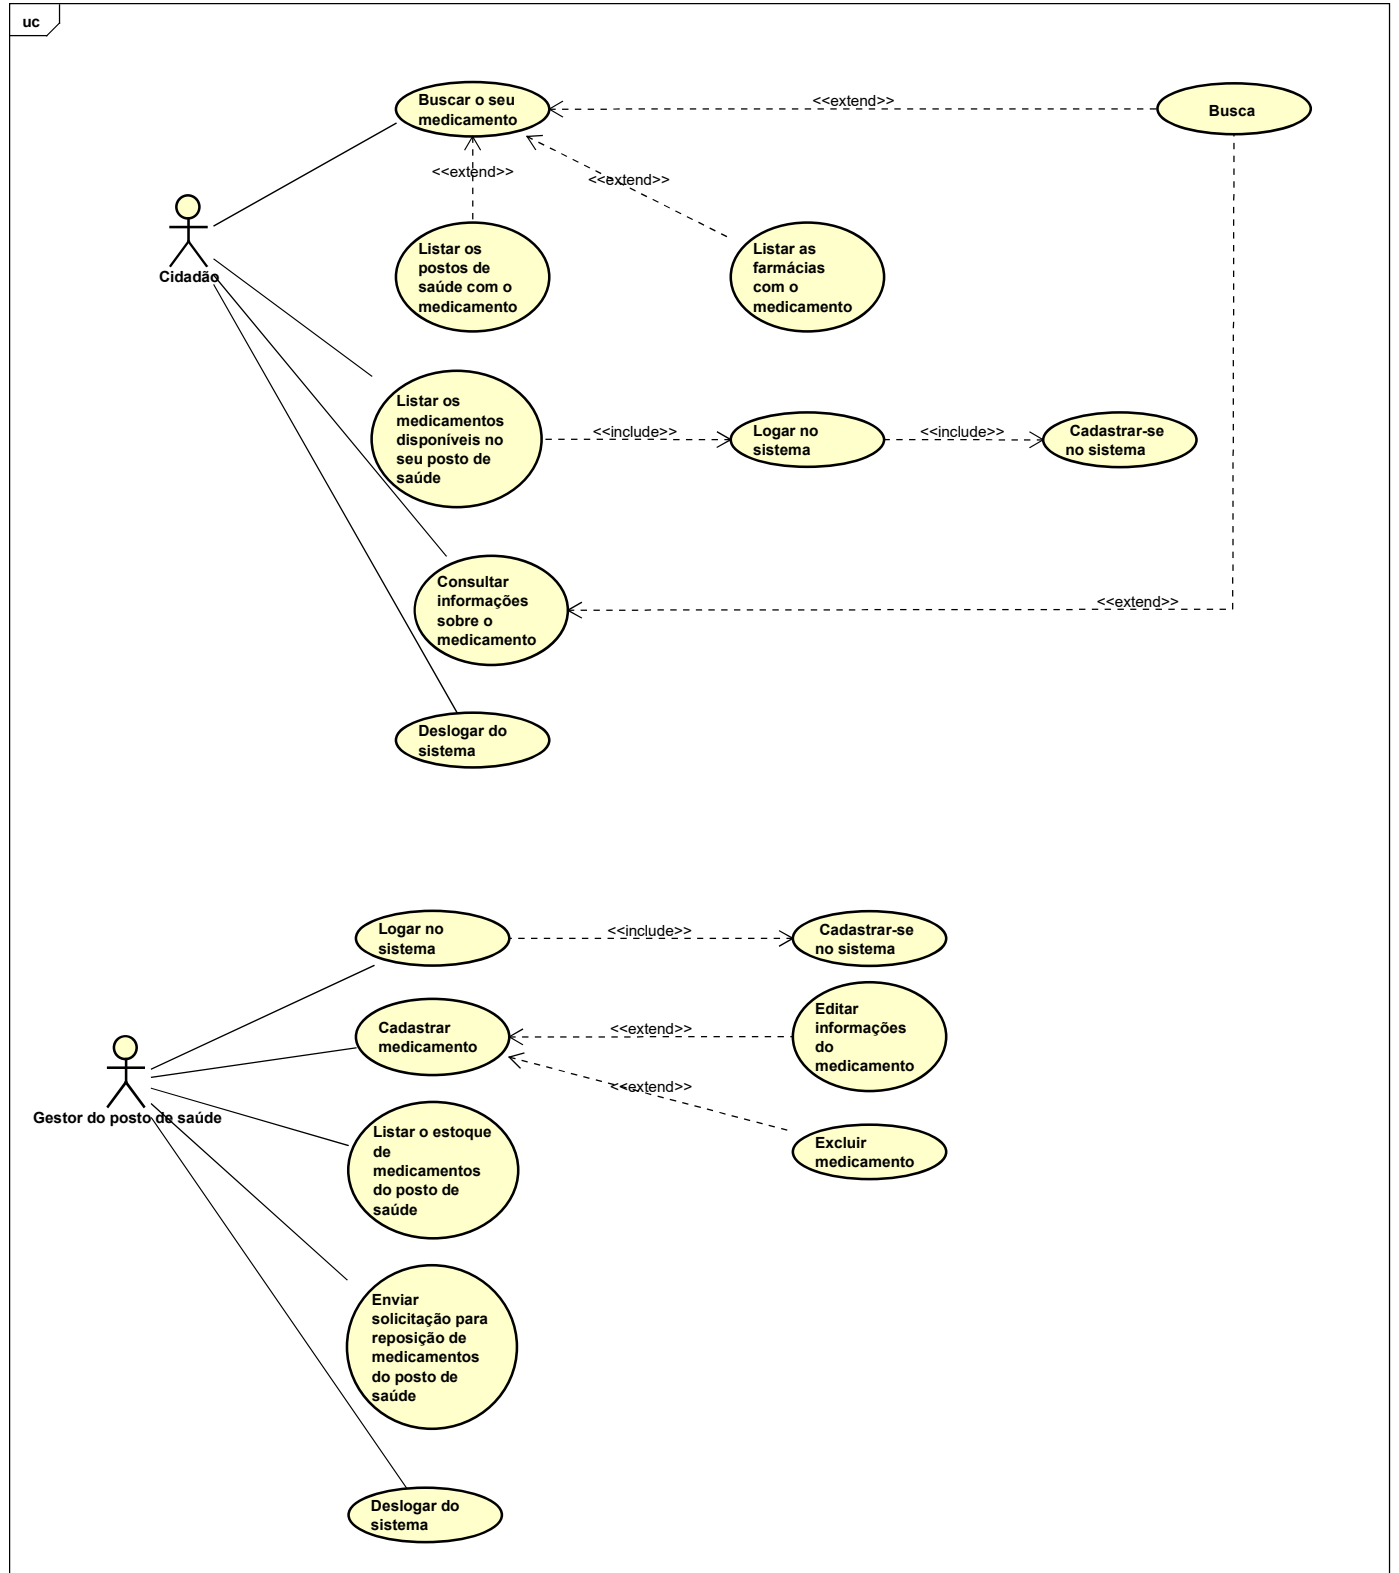 uc
Buscar o seu
medicamento
<<extend>>
Busca
<<extend>>
<<extend>>
Cidadão
Listar os
postos de
saúde com o
medicamento
Listar as
farmácias
com o
medicamento
Listar os
medicamentos
disponíveis no
seu posto de
saúde
<<include>>
Logar no
sistema
<<include>>
Cadastrar-se
no sistema
Consultar
informações
sobre o
medicamento
<<extend>>
Deslogar do
sistema
Logar no
sistema
<<include>>
Cadastrar-se
no sistema
Cadastrar
medicamento
<<extend>>
Editar
informações
do
medicamento
<<extend>>
Gestor do posto de saúde
Listar o estoque
de
medicamentos
do posto de
saúde
Excluir
medicamento
Enviar
solicitação para
reposição de
medicamentos
do posto de
saúde
Deslogar do
sistema